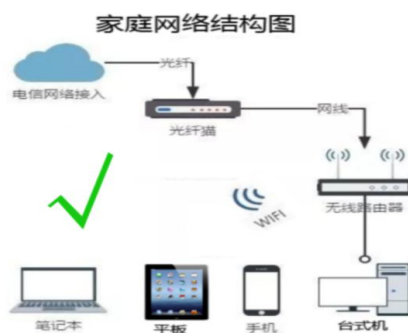 家庭网络结构图
光纤
电信网络接入
网线
光纤猫
无线路由器
WIFI
笔记本
平板
手机
台式机